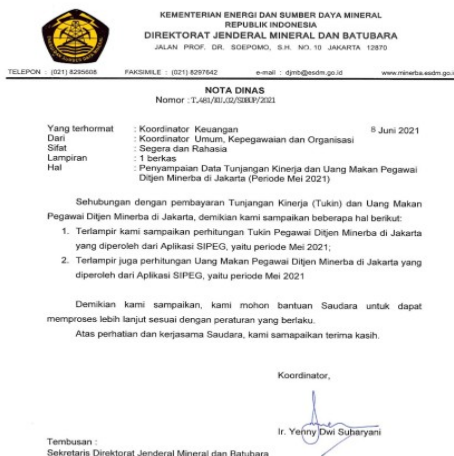 KEMENTERIAN ENERGI DAN SUMBER DAYA MINERAL
REPUBLIK INDONESIA
DIREKTORAT JENDERAL MINERAL DAN BATUBARA
JALAN PROF. DR. SOEPOMO, S.H. NO. 10 JAKARTA 12870
TELEPON : (021) 8295608 FAKSIMILE : (021) 8297642 e-mail : djmb@esdm.go.id www.minerba.esdm.go.id
NOTA DINAS
Nomor : T.481/KU.02/SDBUP/2021
Yang terhormat : Koordinator Keuangan 8 Juni 2021
Dari : Koordinator Umum, Kepegawaian dan Organisasi
Sifat : Segera dan Rahasia
Lampiran : 1 berkas
Hal : Penyampaian Data Tunjangan Kinerja dan Uang Makan Pegawai
Ditjen Minerba di Jakarta (Periode Mei 2021)
Sehubungan dengan pembayaran Tunjangan Kinerja (Tukin) dan Uang Makan
Pegawai Ditjen Minerba di Jakarta, demikian kami sampaikan beberapa hal berikut:
1. Terlampir kami sampaikan perhitungan Tukin Pegawai Ditjen Minerba di Jakarta
yang diperoleh dari Aplikasi SIPEG, yaitu periode Mei 2021;
2. Terlampir juga perhitungan Uang Makan Pegawai Ditjen Minerba di Jakarta yang
diperoleh dari Aplikasi SIPEG, yaitu periode Mei 2021
Demikian kami sampaikan, kami mohon bantuan Saudara untuk dapat
memproses lebih lanjut sesuai dengan peraturan yang berlaku.
Atas perhatian dan kerjasama Saudara, kami samapaikan terima kasih.
Koordinator,
Ir. Yenny Dwi Suharyani
Tembusan :
Sekretaris Direktorat Jenderal Mineral dan Batubara